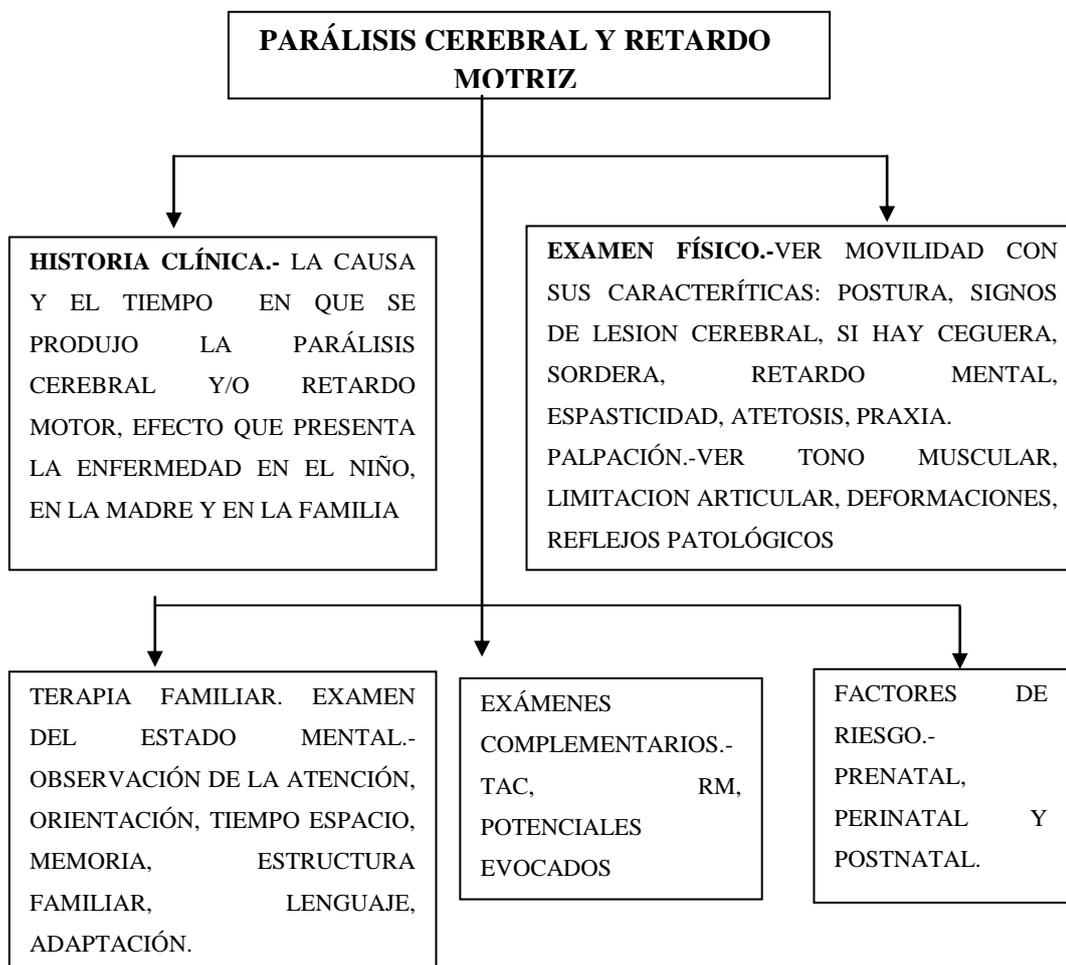 PARÁLISIS CEREBRAL Y RETARDO
MOTRIZ
HISTORIA CLÍNICA.- LA CAUSA
Y EL TIEMPO EN QUE SE
PRODUJO LA PARÁLISIS
CEREBRAL Y/O RETARDO
MOTOR, EFECTO QUE PRESENTA
LA ENFERMEDAD EN EL NIÑO,
EN LA MADRE Y EN LA FAMILIA
EXAMEN FÍSICO.-VER MOVILIDAD CON
SUS CARACTERÍTICAS: POSTURA, SIGNOS
DE LESION CEREBRAL, SI HAY CEGUERA,
SORDERA, RETARDO MENTAL,
ESPASTICIDAD, ATETOSIS, PRAXIA.
PALPACIÓN.-VER TONO MUSCULAR,
LIMITACION ARTICULAR, DEFORMACIONES,
REFLEJOS PATOLÓGICOS
TERAPIA FAMILIAR. EXAMEN
DEL ESTADO MENTAL.-
OBSERVACIÓN DE LA ATENCIÓN,
ORIENTACIÓN, TIEMPO ESPACIO,
MEMORIA, ESTRUCTURA
FAMILIAR, LENGUAJE,
ADAPTACIÓN.
EXÁMENES
COMPLEMENTARIOS.-
TAC, RM,
POTENCIALES
EVOCADOS
FACTORES DE
RIESGO.-
PRENATAL,
PERINATAL Y
POSTNATAL.